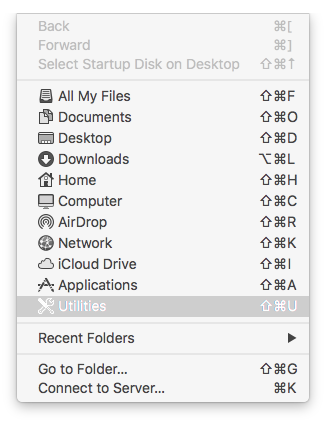 Back ⌘[
Forward ⌘]
Select Startup Disk on Desktop ⇧⌘↑
All My Files ⇧⌘F
Documents ⇧⌘O
Desktop ⇧⌘D
Downloads ⌥⌘L
Home ⇧⌘H
Computer ⇧⌘C
AirDrop ⇧⌘R
Network ⇧⌘K
iCloud Drive ⇧⌘I
Applications ⇧⌘A
Utilities ⇧⌘U
Recent Folders ▶
Go to Folder... ⇧⌘G
Connect to Server... ⌘K